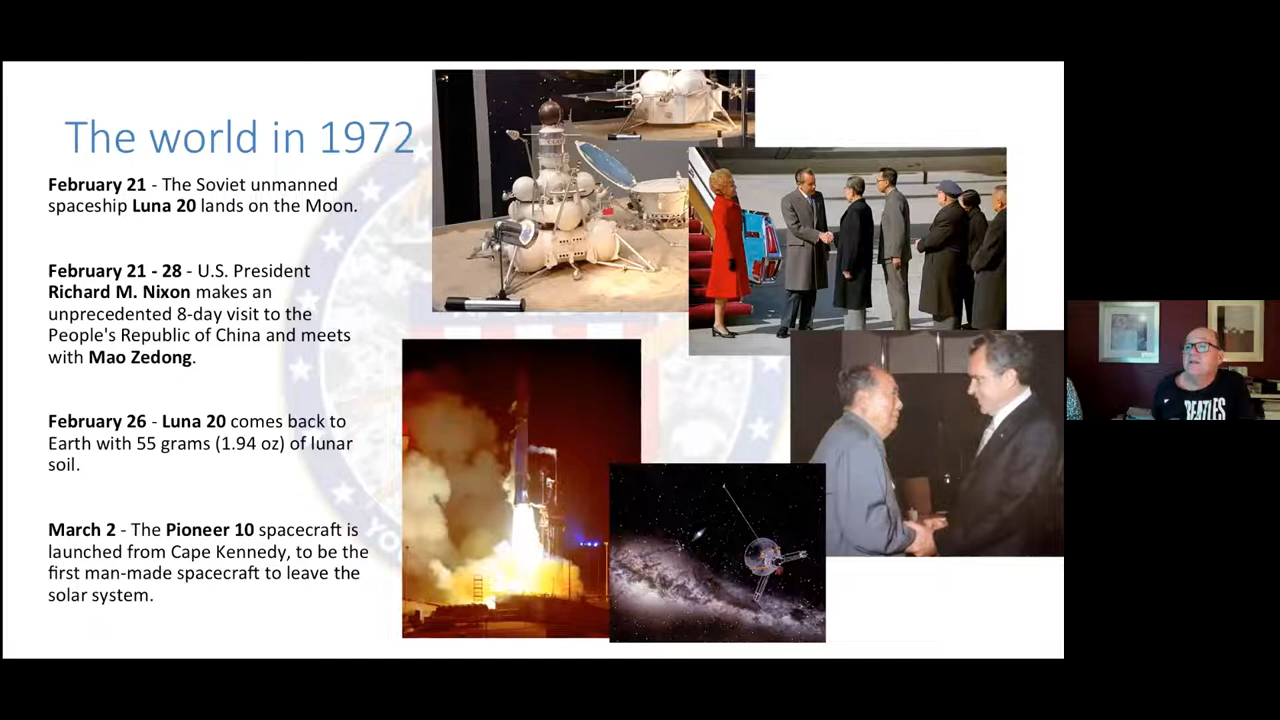 The world in 1972
February 21 - The Soviet unmanned
spaceship Luna 20 lands on the Moon.
February 21 - 28 - U.S. President
Richard M. Nixon makes an
unprecedented 8-day visit to the
People's Republic of China and meets
with Mao Zedong.
February 26 - Luna 20 comes back to
Earth with 55 grams (1.94 oz) of lunar
soil.
March 2 - The Pioneer 10 spacecraft is
launched from Cape Kennedy, to be the
first man-made spacecraft to leave the
solar system.
BEATLES